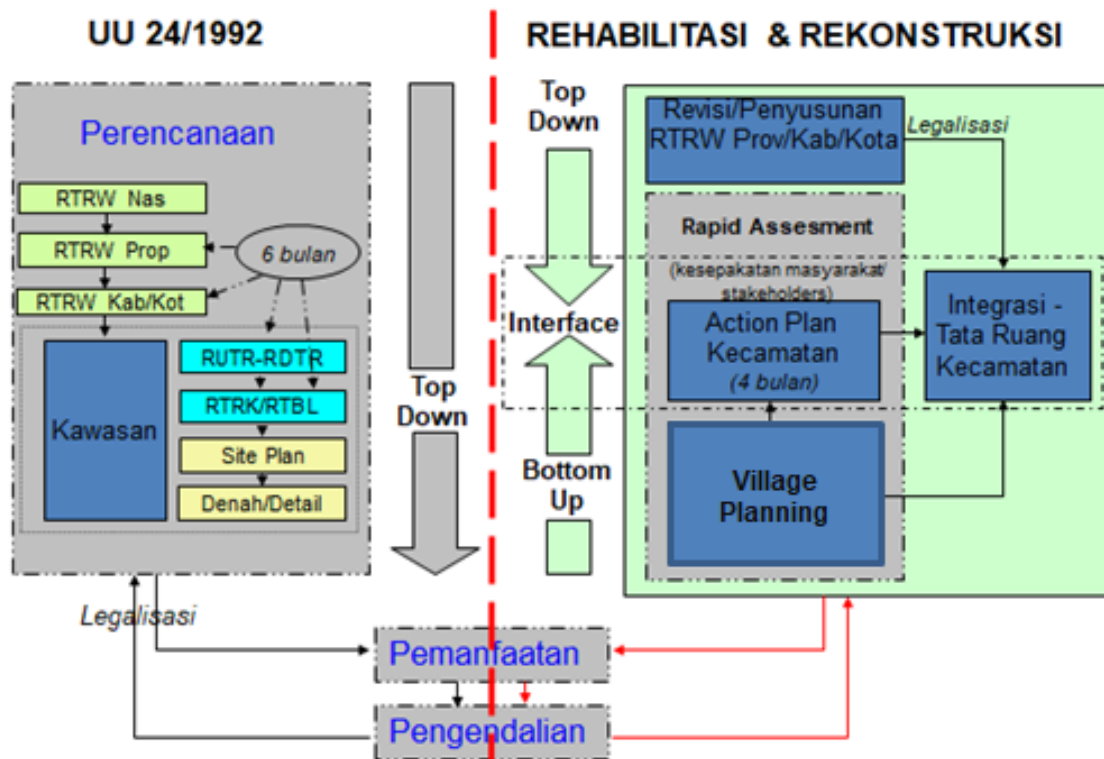 UU 24/1992
REHABILITASI & REKONSTRUKSI
Perencanaan
RTRW Nas
RTRW Prop
6 bulan
RTRW Kab/Kot
Kawasan
RUTR-RDTR
RTRK/RTBL
Site Plan
Denah/Detail
Top
Down
Legalisasi
Top
Down
Interface
Bottom
Up
Revisi/Penyusunan
RTRW Prov/Kab/Kota
Legalisasi
Rapid Assesment
(kesepakatan masyarakat/
stakeholders)
Action Plan
Kecamatan
(4 bulan)
Village
Planning
Integrasi -
Tata Ruang
Kecamatan
Pemanfaatan
Pengendalian